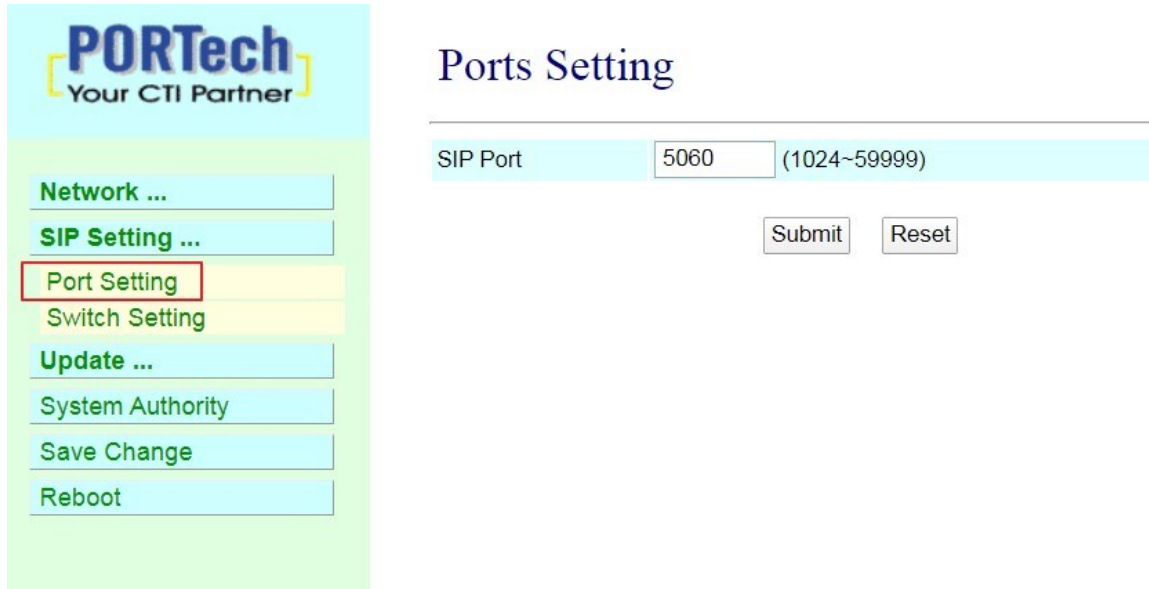 PORTech
Your CTI Partner
Network ...
SIP Setting ...
Port Setting
Switch Setting
Update ...
System Authority
Save Change
Reboot
Ports Setting
SIP Port 5060 (1024~59999)
Submit Reset